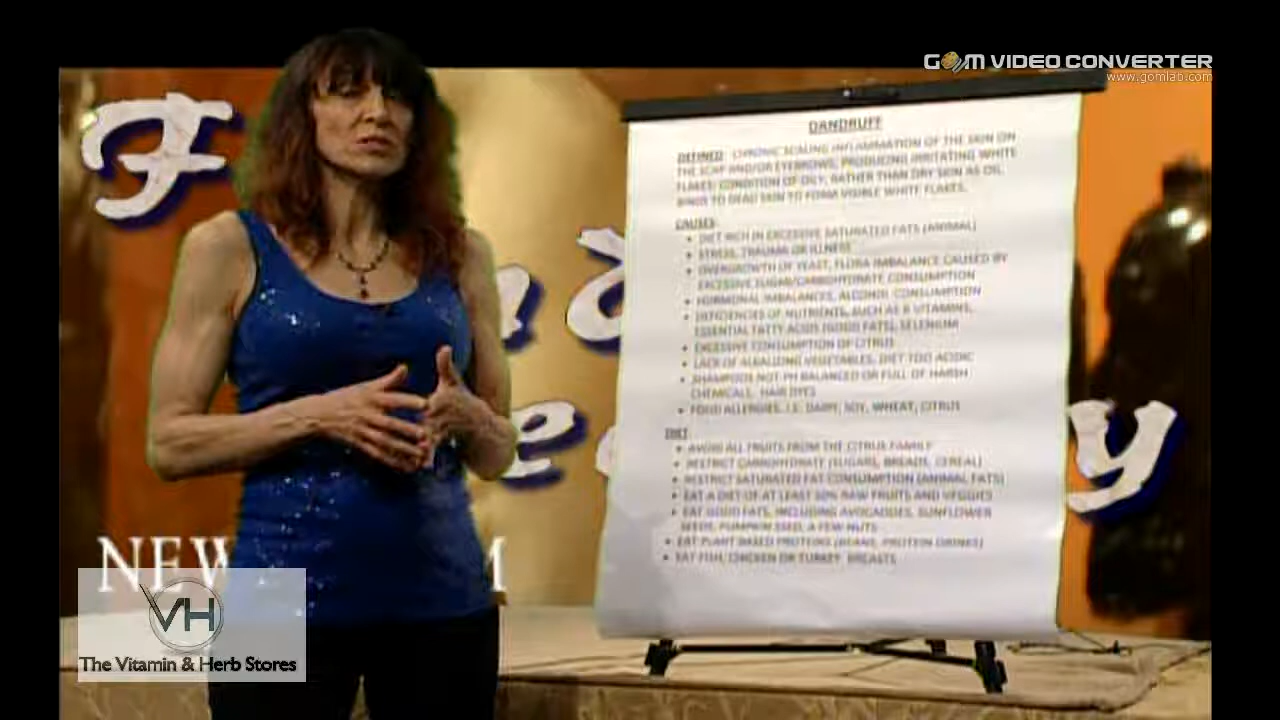 GOM VIDEO CONVERTER
www.gomlab.com
DANDRUFF
DEFINED: CHRONIC SCALING INFLAMMATION OF THE SKIN ON
THE SCAP AND/OR EYEBROWS, PRODUCING IRRITATING WHITE
FLAKES: CONDITION OF OILY, RATHER THAN DRY SKIN AS OIL
BINDS TO DEAD SKIN TO FORM VISIBLE WHITE FLAKES.
CAUSES:
• DIET RICH IN EXCESSIVE SATURATED FATS (ANIMAL)
• STRESS, TRAUMA OR ILLNESS
• OVERGROWTH OF YEAST, FLORA IMBALANCE CAUSED BY
EXCESSIVE SUGAR/CARBOHYDRATE CONSUMPTION
• HORMONAL IMBALANCES, ALCOHOL CONSUMPTION
• DEFICIENCIES OF NUTRIENTS, SUCH AS B VITAMINS,
ESSENTIAL FATTY ACIDS (GOOD FATS), SELENIUM
• EXCESSIVE CONSUMPTION OF CITRUS
• LACK OF ALKALIZING VEGETABLES, DIET TOO ACIDIC
• SHAMPOOS NOT PH BALANCED OR FULL OF HARSH
CHEMICALS, HAIR DYES
• FOOD ALLERGIES, I.E. DAIRY, SOY, WHEAT, CITRUS
DIET:
• AVOID ALL FRUITS FROM THE CITRUS FAMILY
• RESTRICT CARBOHYDRATE (SUGARS, BREADS, CEREAL)
• RESTRICT SATURATED FAT CONSUMPTION (ANIMAL FATS)
• EAT A DIET OF AT LEAST 50% RAW FRUITS AND VEGGIES
• EAT GOOD FATS, INCLUDING AVOCADOES, SUNFLOWER
SEEDS, PUMPKIN SEED, A FEW NUTS
• EAT PLANT BASED PROTEINS (BEANS, PROTEIN DRINKS)
• EAT FISH, CHICKEN OR TURKEY BREASTS
VH
The Vitamin & Herb Stores